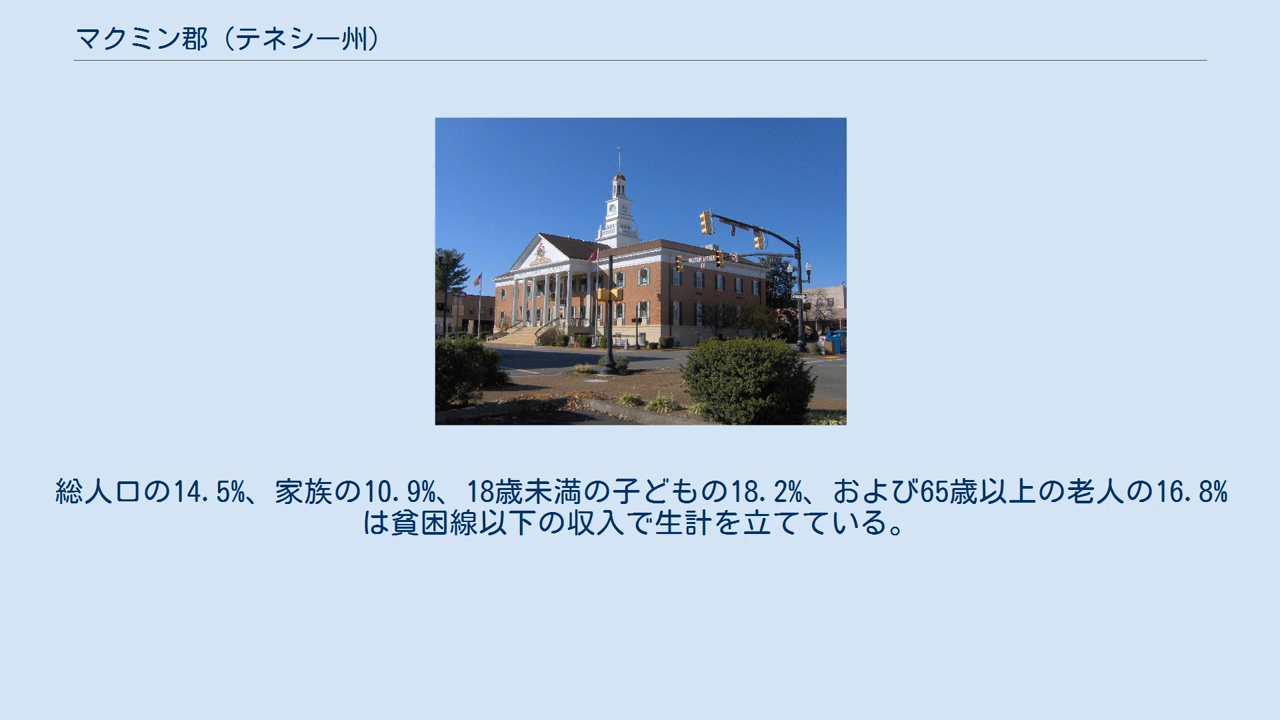 マクミン郡（テネシー州）
総人口の14.5%、家族の10.9%、18歳未満の子どもの18.2%、および65歳以上の老人の16.8%
は貧困線以下の収入で生計を立てている。